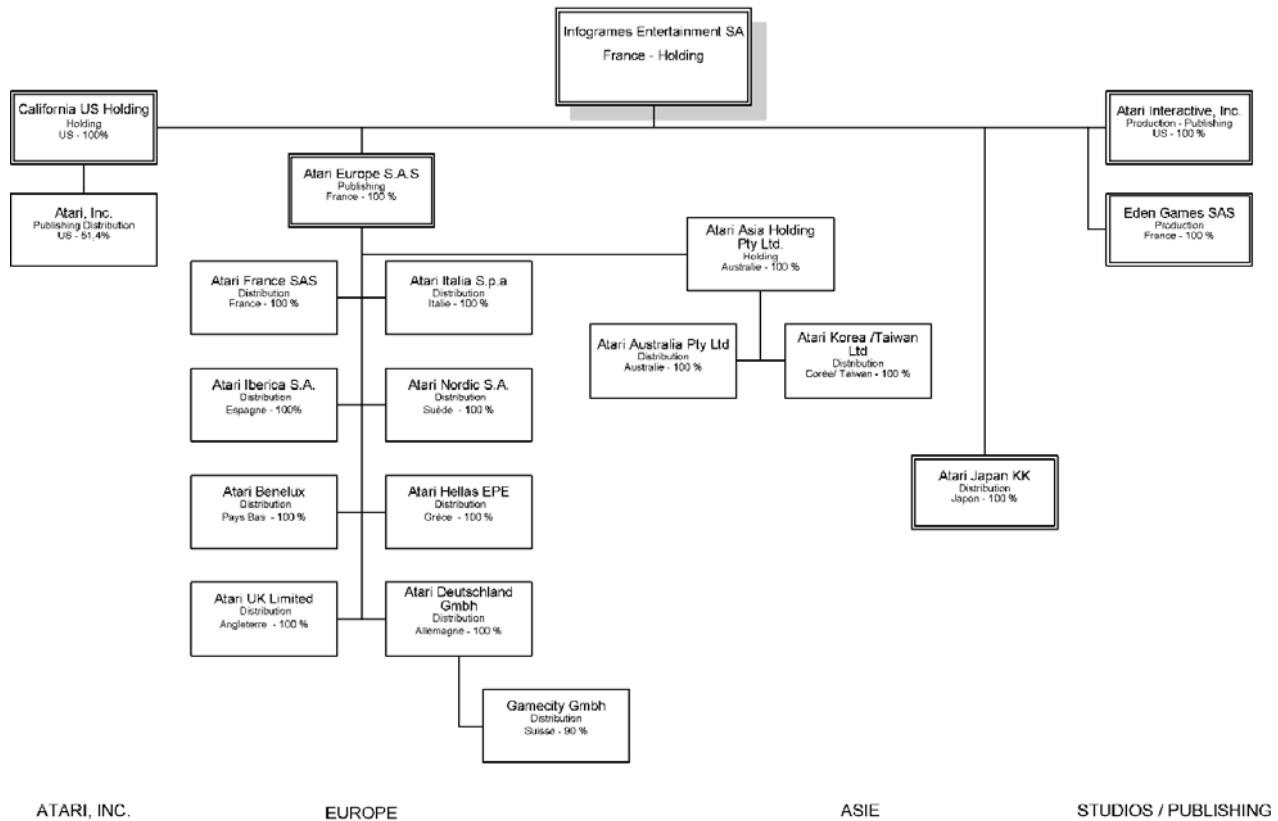 Infogrames Entertainment SA
France - Holding
California US Holding
Holding
US - 100%
Atari, Inc.
Publishing Distribution
US - 51,4%
Atari Europe S.A.S
Publishing
France - 100 %
Atari Interactive, Inc.
Production - Publishing
US - 100 %
Eden Games SAS
Production
France - 100 %
Atari Asia Holding
Pty Ltd.
Holding
Australie - 100 %
Atari France SAS
Distribution
France - 100 %
Atari Italia S.p.a
Distribution
Italie - 100 %
Atari Australia Pty Ltd
Distribution
Australie - 100 %
Atari Korea /Taiwan
Ltd
Distribution
Corée/ Taiwan - 100 %
Atari Iberica S.A.
Distribution
Espagne - 100%
Atari Nordic S.A.
Distribution
Suède - 100 %
Atari Japan KK
Distribution
Japon - 100 %
Atari Benelux
Distribution
Pays Bas - 100 %
Atari Hellas EPE
Distribution
Grèce - 100 %
Atari UK Limited
Distribution
Angleterre - 100 %
Atari Deutschland
Gmbh
Distribution
Allemagne - 100 %
Gamecity Gmbh
Distribution
Suisse - 90 %
ATARI, INC.
EUROPE
ASIE
STUDIOS / PUBLISHING